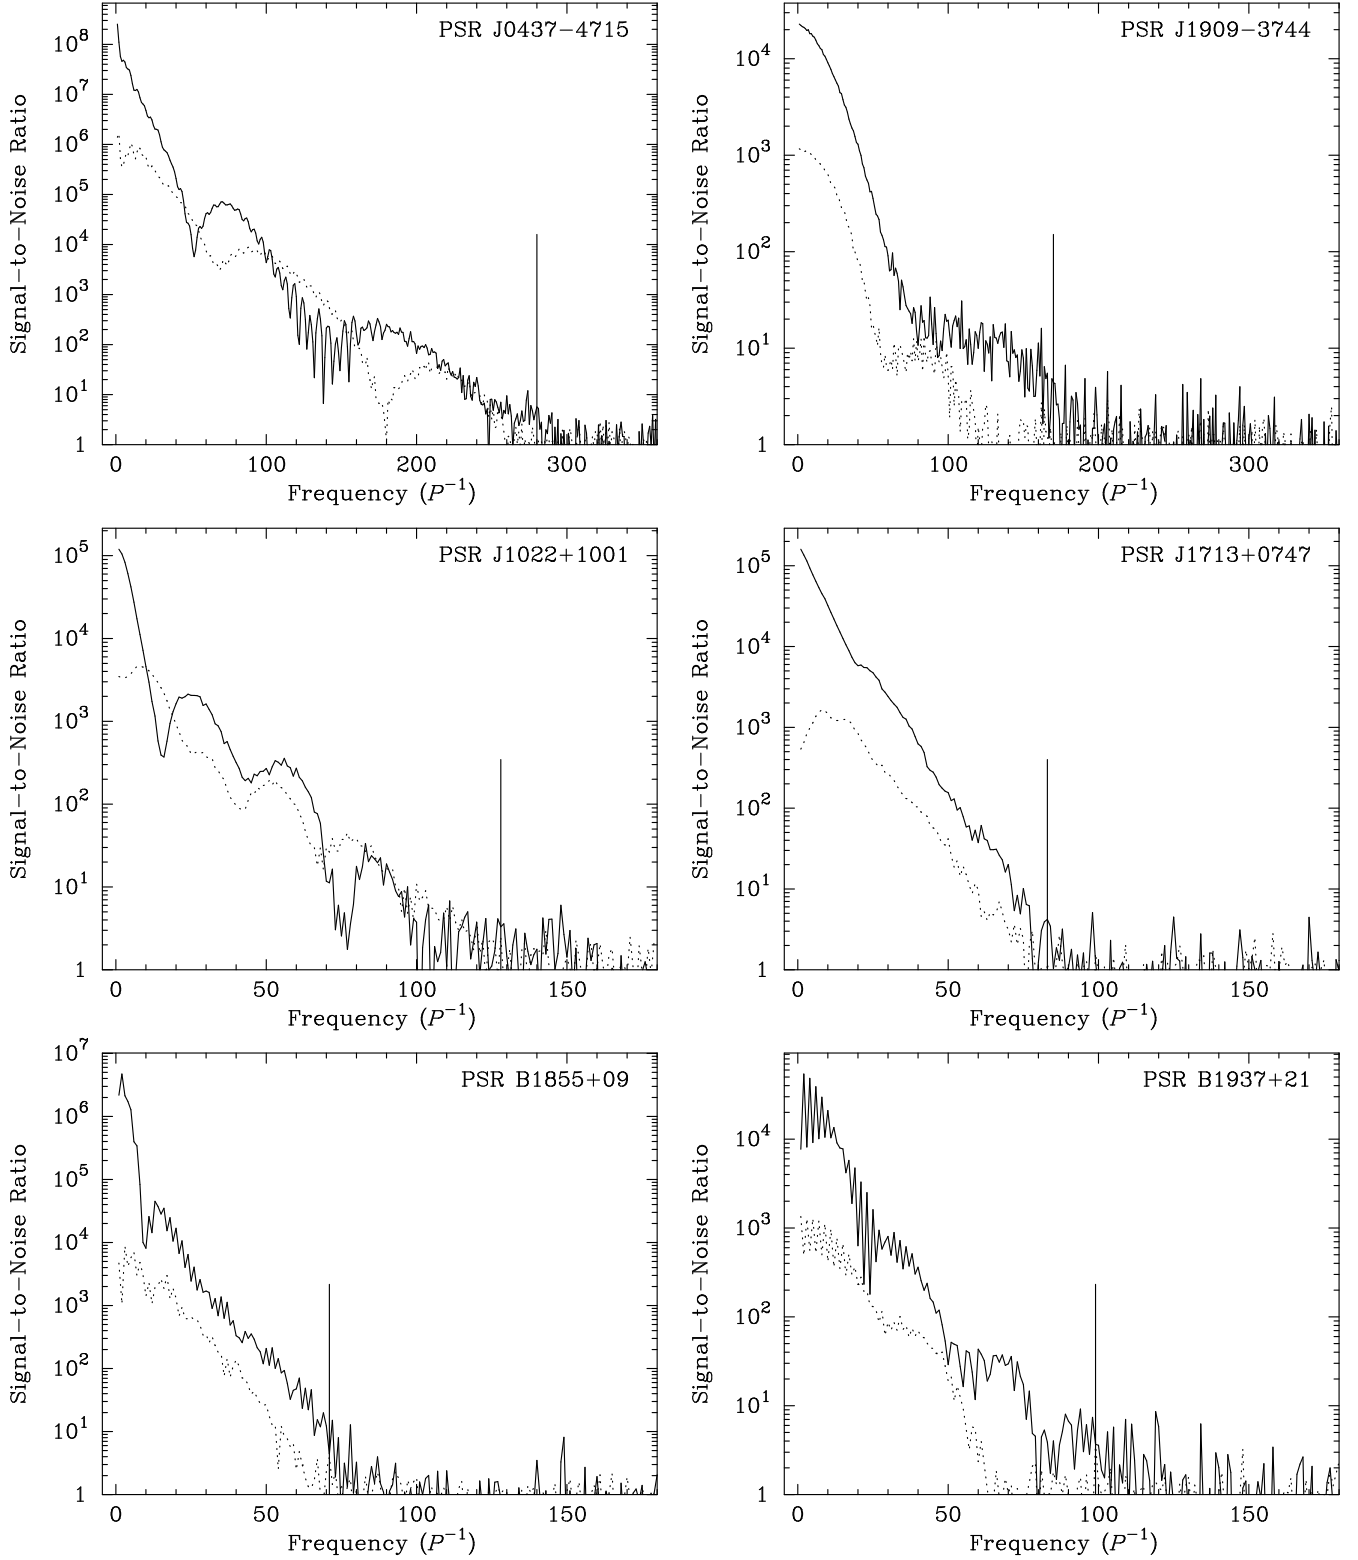 PSR J0437−4715
Signal−to−Noise Ratio
10^8
10^7
10^6
10^5
10^4
10^3
10^2
10^1
1
0 100 200 300
Frequency (P^−1)
PSR J1909−3744
Signal−to−Noise Ratio
10^4
10^3
10^2
10^1
1
0 100 200 300
Frequency (P^−1)
PSR J1022+1001
Signal−to−Noise Ratio
10^5
10^4
10^3
10^2
10^1
1
0 50 100 150
Frequency (P^−1)
PSR J1713+0747
Signal−to−Noise Ratio
10^5
10^4
10^3
10^2
10^1
1
0 50 100 150
Frequency (P^−1)
PSR B1855+09
Signal−to−Noise Ratio
10^7
10^6
10^5
10^4
10^3
10^2
10^1
1
0 50 100 150
Frequency (P^−1)
PSR B1937+21
Signal−to−Noise Ratio
10^4
10^3
10^2
10^1
1
0 50 100 150
Frequency (P^−1)